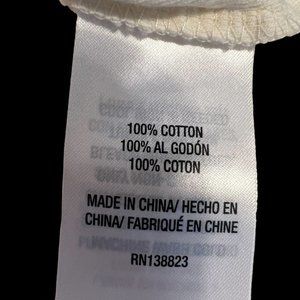 100% COTTON
100% AL GODÓN
100% COTON
MADE IN CHINA/ HECHO EN
CHINA/ FABRIQUÉ EN CHINE
RN138823